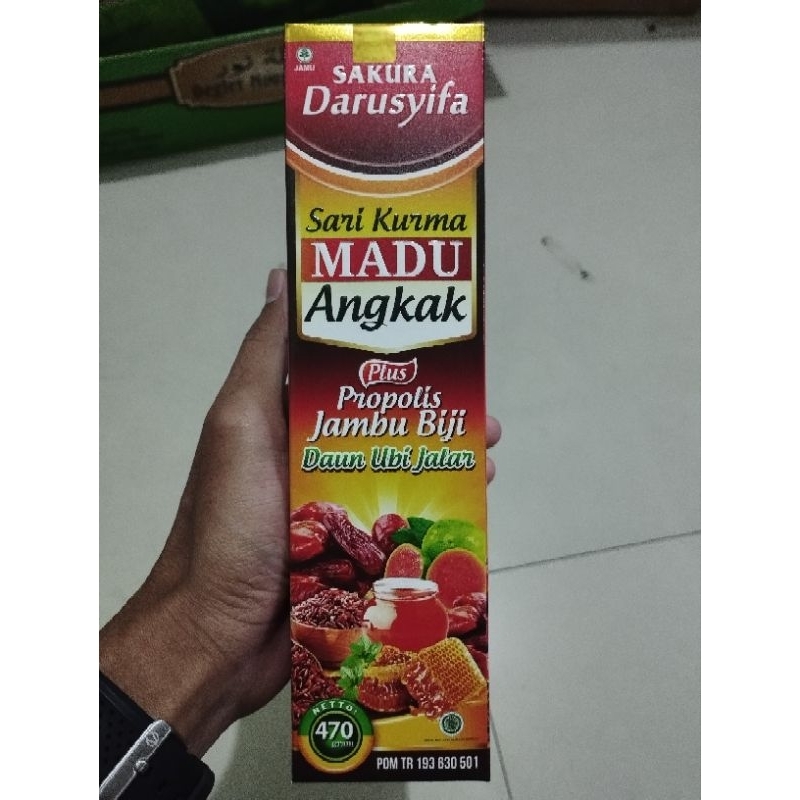 JAMU
SAKURA
Darusyifa
Sari Kurma
MADU
Angkak
Plus
Propolis
Jambu Biji
Daun Ubi Jalar
NETTO:
470
POM TR 193 630 501